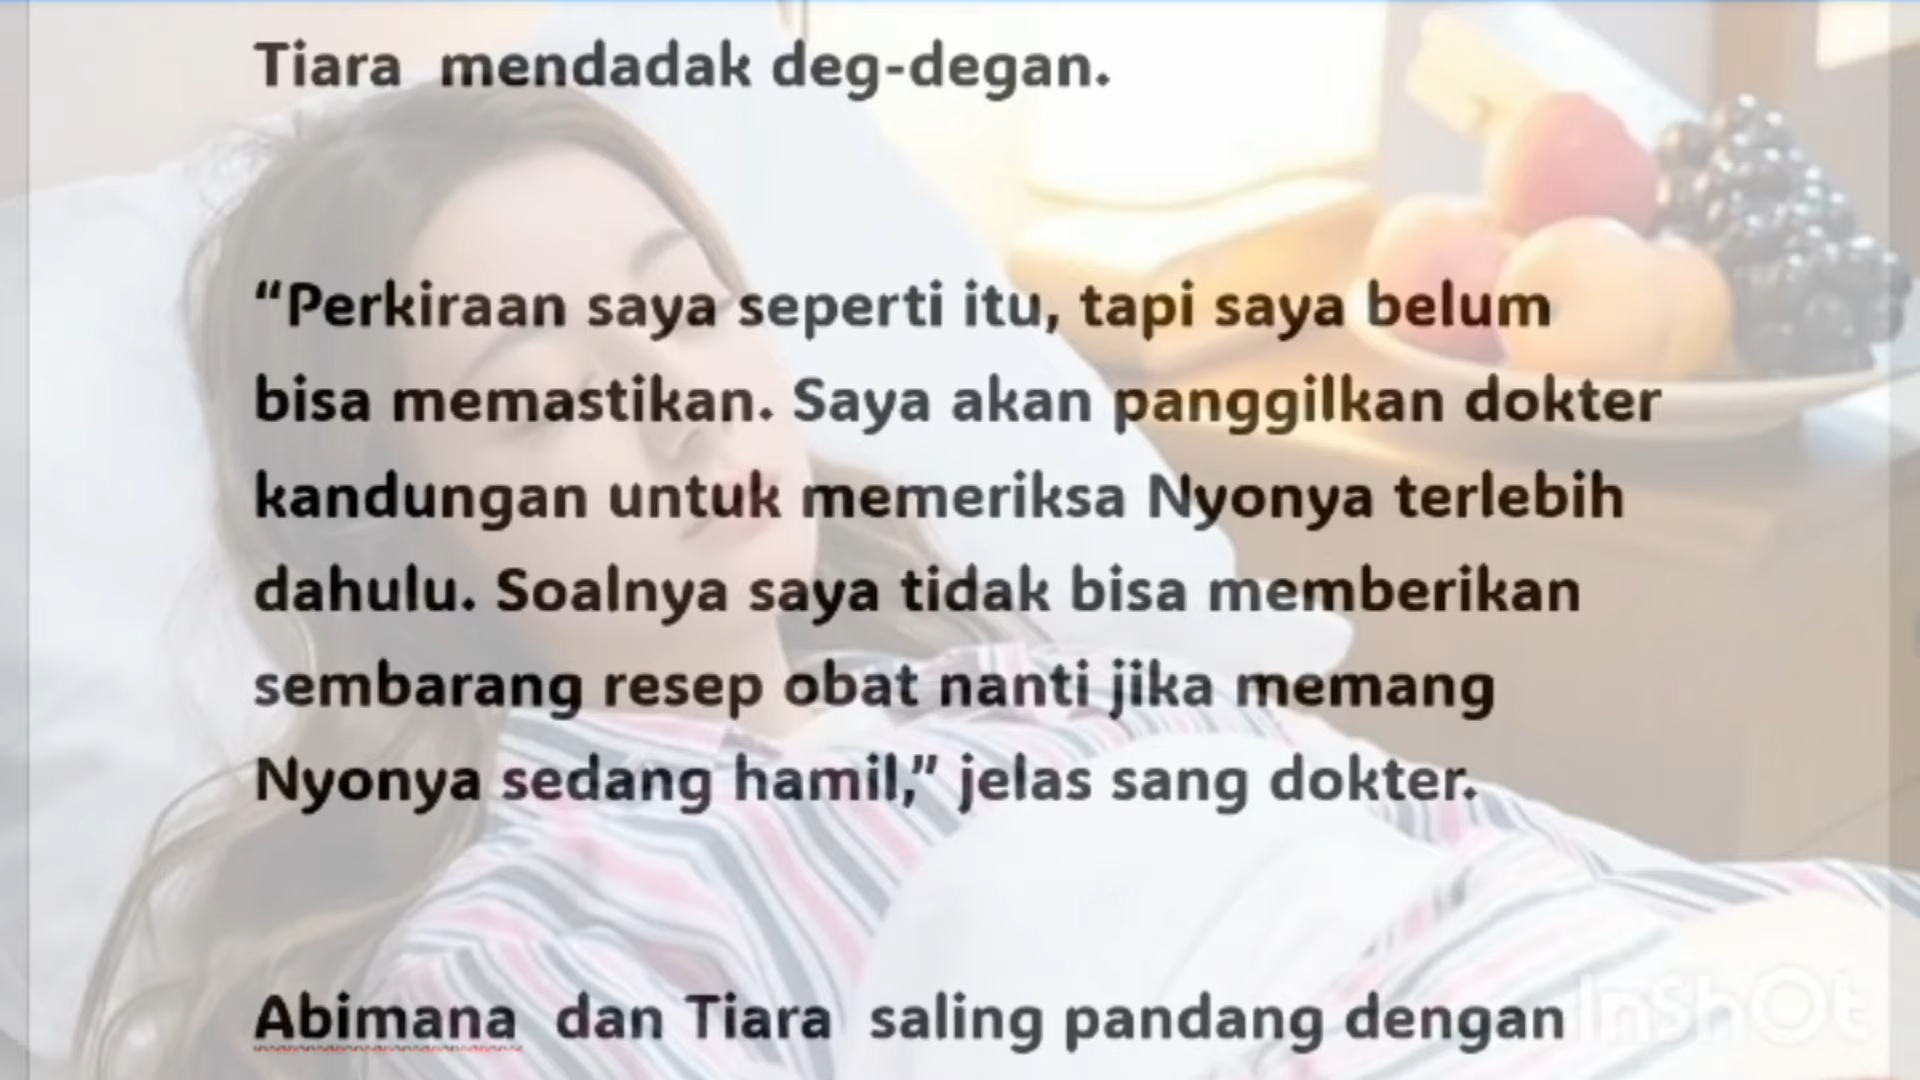 Tiara  mendadak deg-degan.
“Perkiraan saya seperti itu, tapi saya belum
bisa memastikan. Saya akan panggilkan dokter
kandungan untuk memeriksa Nyonya terlebih
dahulu. Soalnya saya tidak bisa memberikan
sembarang resep obat nanti jika memang
Nyonya sedang hamil,” jelas sang dokter.
Abimana  dan Tiara  saling pandang dengan
InShOt